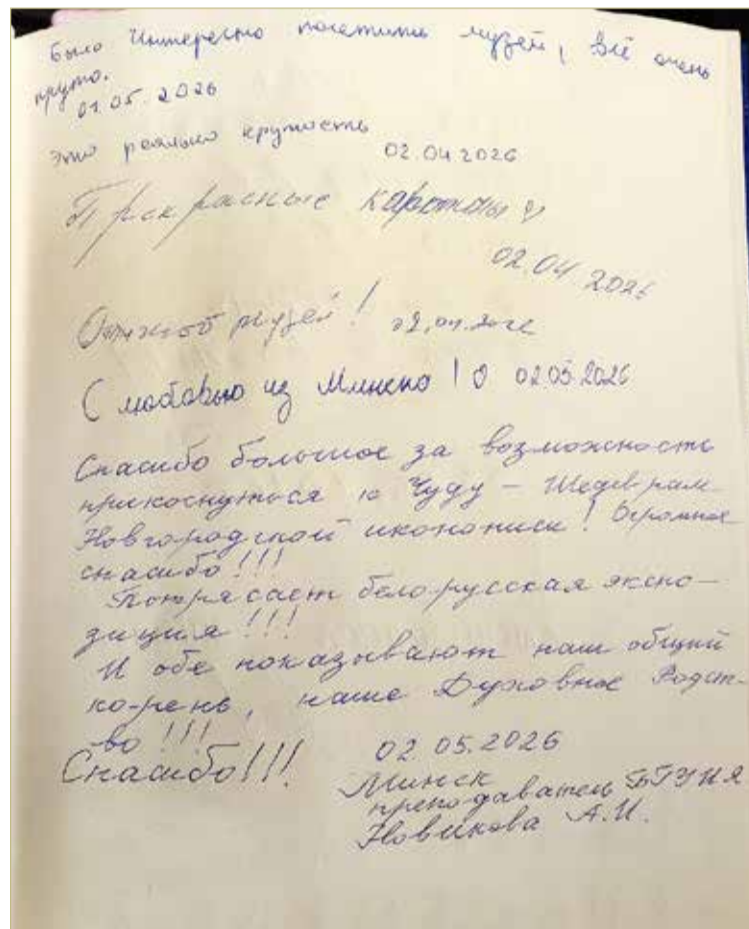 Было Интересно посетить музей, всё очень
круто.
01.05.2026
Это реально крутость
02.04.2026
Прекрасные картины
02.04 2026
музей!
С любовью из Минска! 02.05.2026
Спасибо большое за возможность
прикоснуться к Чуду – Шедеврам
Новгородской иконописи! Огромное
спасибо!!!
Потрясает белорусская экспо-
зиция!!!
И обе показывают наш общий
корень, наше Духовное Родст-
во!!!
Спасибо!!!
02.05.2026
Минск
преподаватель БГУИЯ
Новикова А.И.